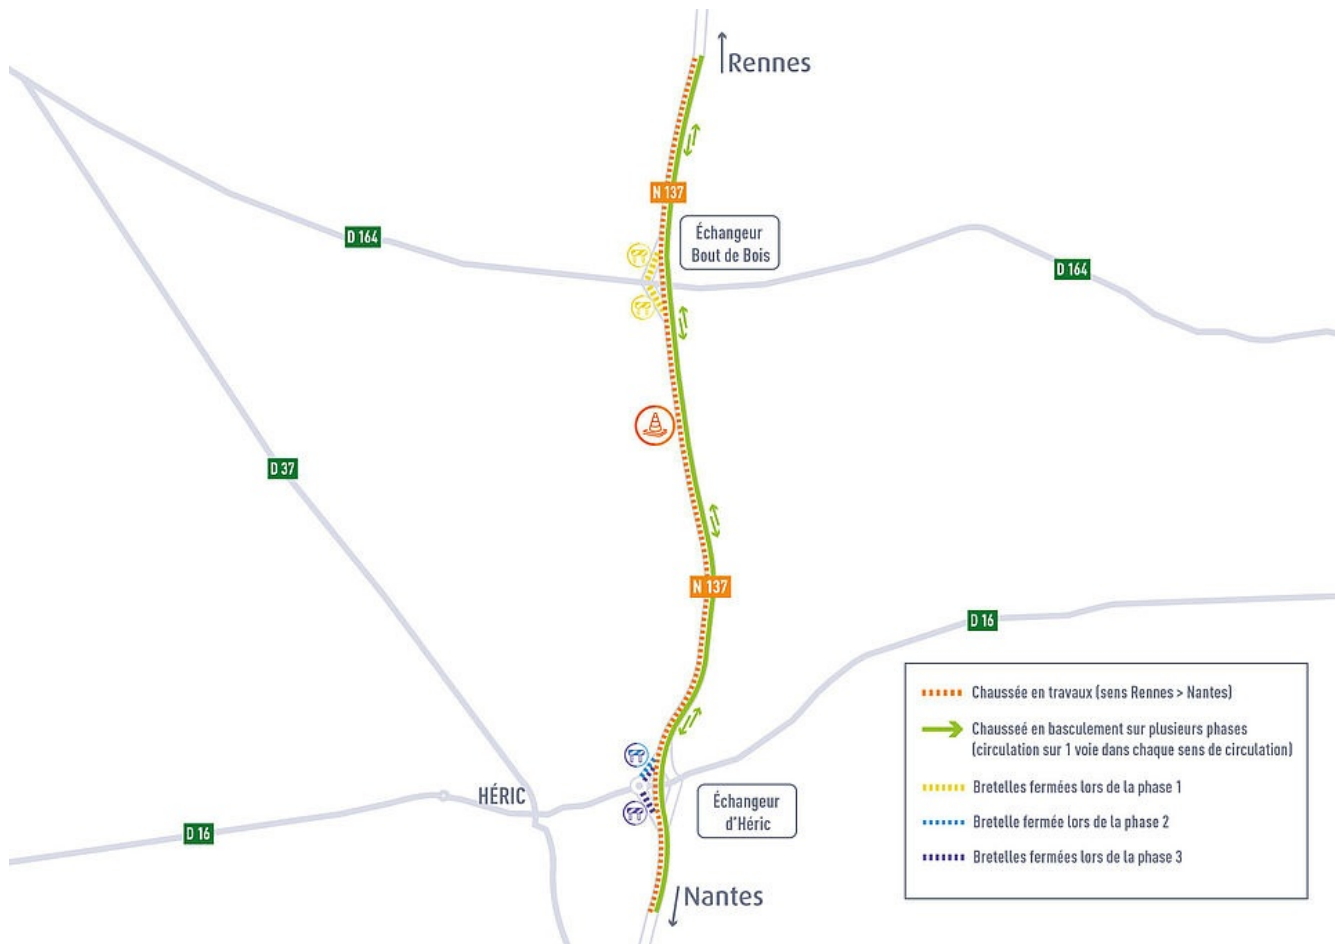 Rennes
N 137
Échangeur
Bout de Bois
D 164
D 164
D 37
N 137
D 16
Chaussée en travaux (sens Rennes > Nantes)
Chausseé en basculement sur plusieurs phases
(circulation sur 1 voie dans chaque sens de circulation)
Bretelles fermées lors de la phase 1
Bretelle fermée lors de la phase 2
Bretelles fermées lors de la phase 3
HÉRIC
Échangeur
d'Héric
D 16
Nantes